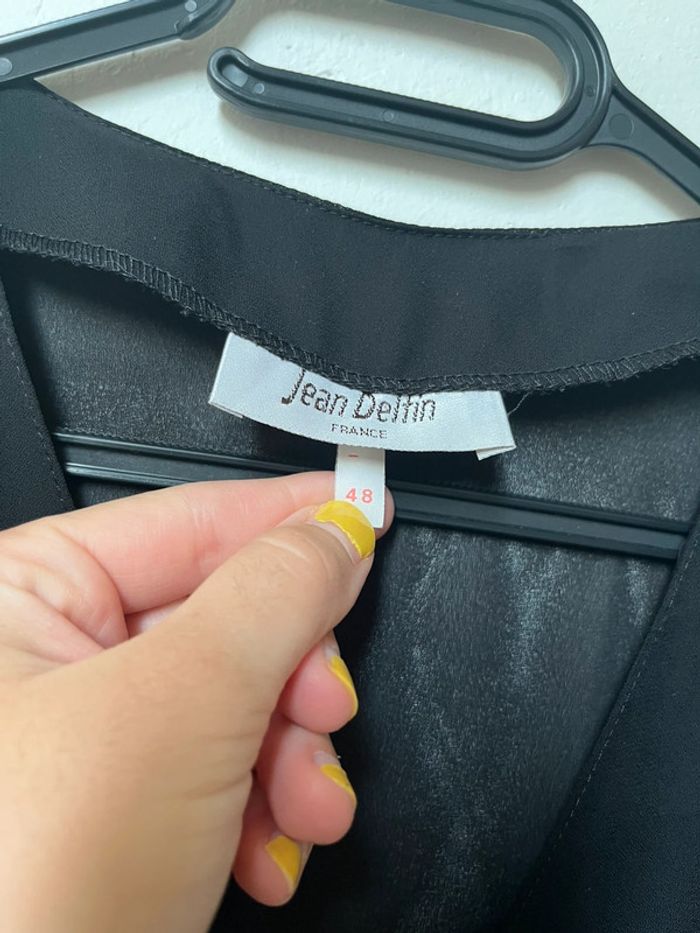 Jean Delfin
FRANCE
-
48